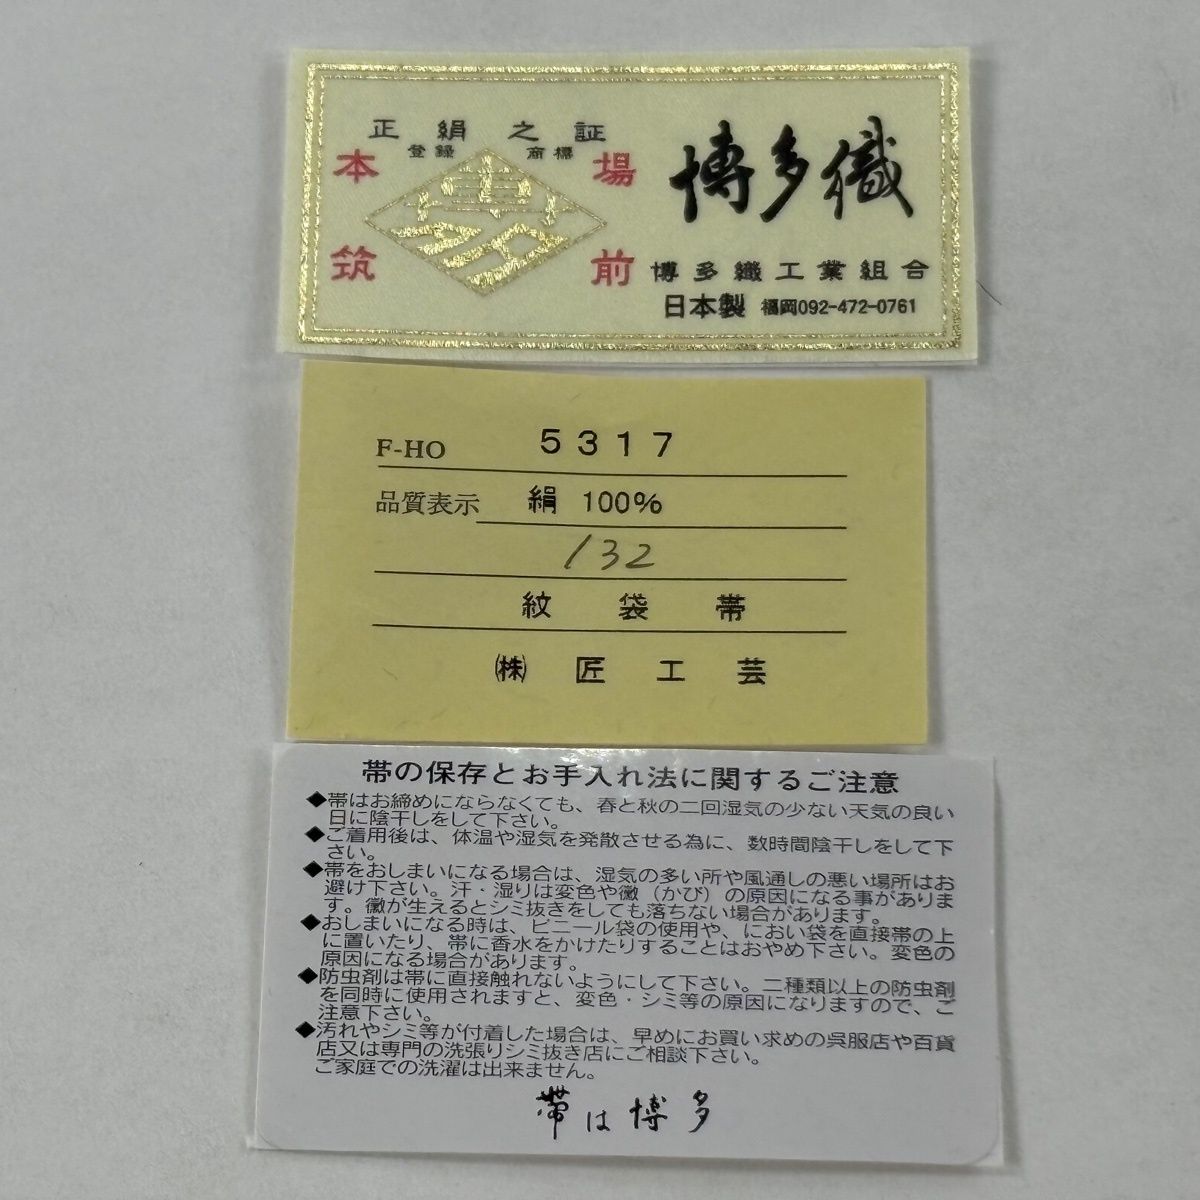 正絹之証
登録 商標
本場
筑前
博多
博多織
博多織工業組合
日本製 福岡092-472-0761
F-HO 5317
品質表示 絹 100%
132
紋袋帯
㈱ 匠工芸
帯の保存とお手入れ法に関するご注意
◆帯はお締めにならなくても、春と秋の二回湿気の少ない天気の良い
日に陰干しをして下さい。
◆ご着用後は、体温や湿気を発散させる為に、数時間陰干しをして下
さい。
◆帯をおしまいになる場合は、湿気の多い所や風通しの悪い場所はお
避け下さい。汗・湿りは変色や黴（かび）の原因になる事がありま
す。黴が生えるとシミ抜きをしても落ちない場合があります。
◆おしまいになる時は、ビニール袋の使用や、におい袋を直接帯の上
に置いたり、帯に香水をかけたりすることはおやめ下さい。変色の
原因になる場合があります。
◆防虫剤は帯に直接触れないようにして下さい。二種類以上の防虫剤
を同時に使用されますと、変色・シミ等の原因になりますので、ご
注意下さい。
◆汚れやシミ等が付着した場合は、早めにお買い求めの呉服店や百貨
店又は専門の洗張りシミ抜き店にご相談下さい。
ご家庭での洗濯は出来ません。
帯は博多